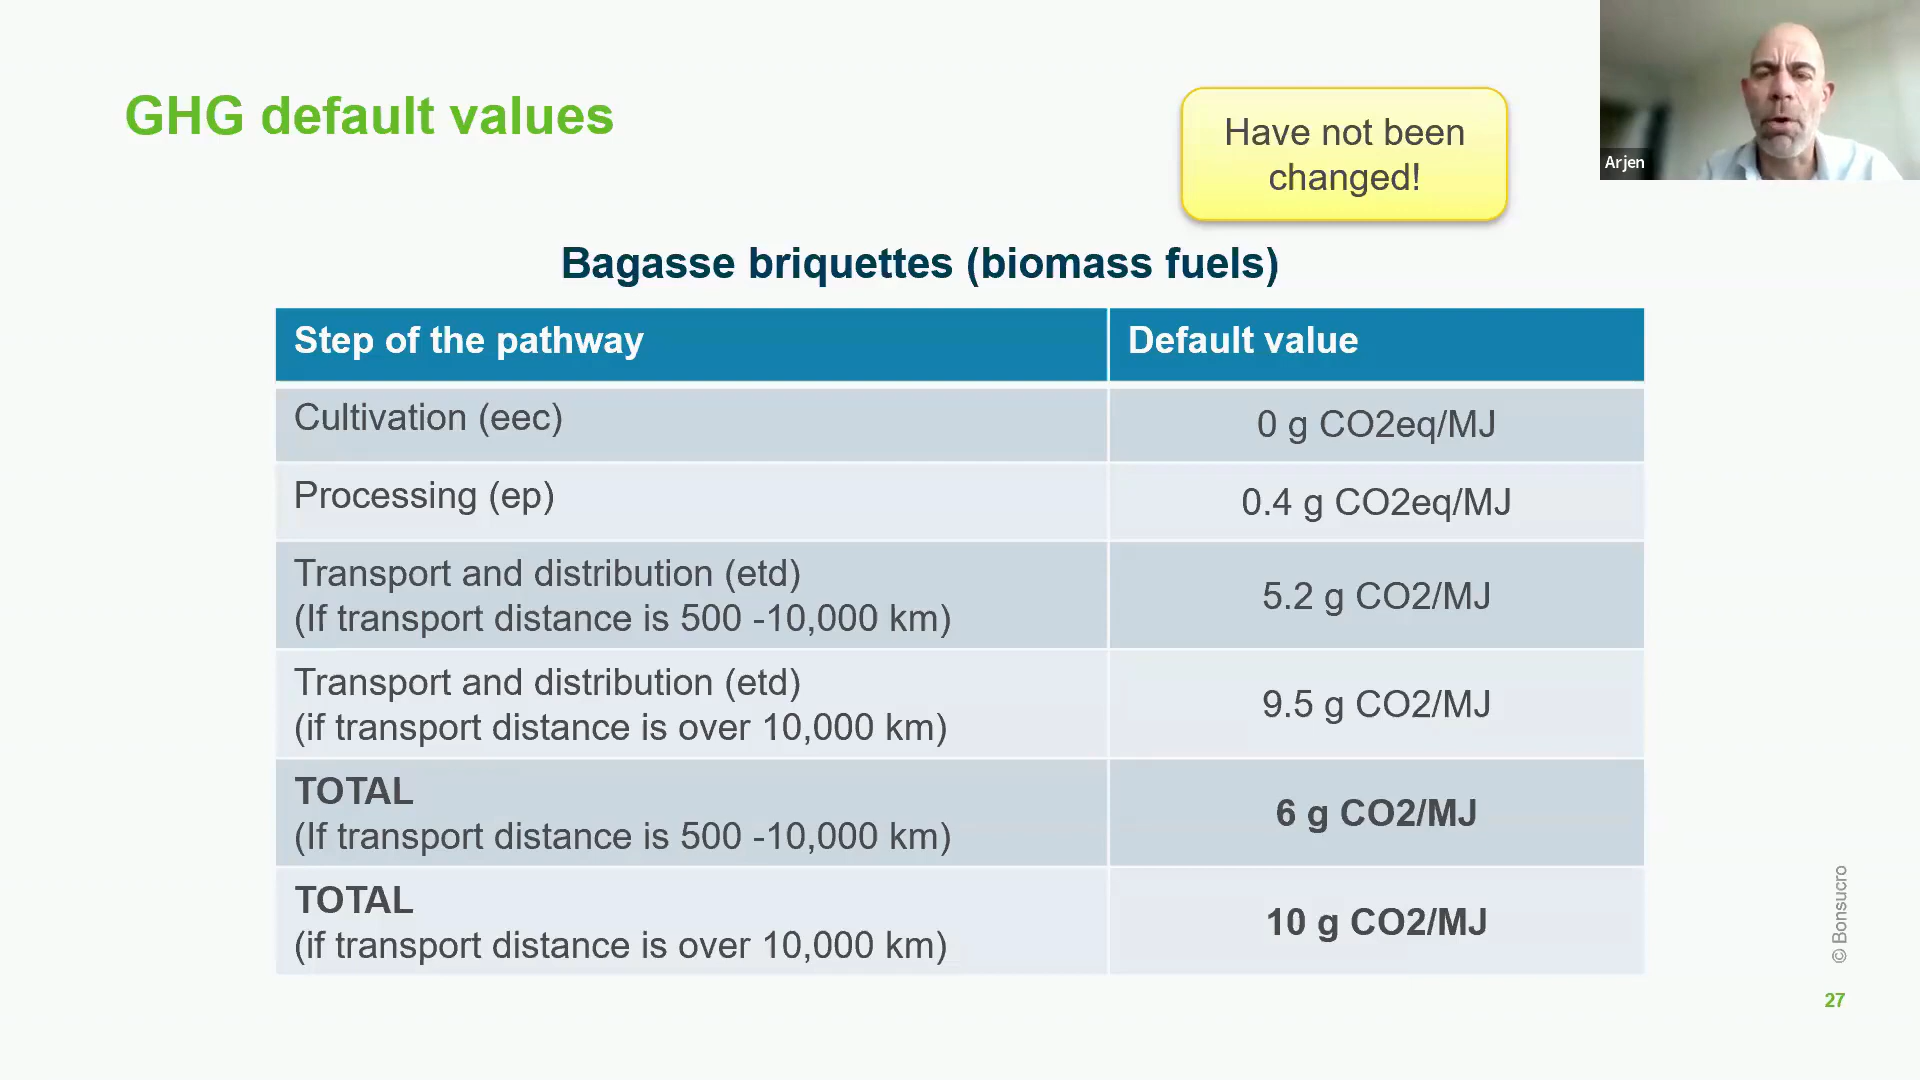 GHG default values
Have not been
changed!
Arjen
Bagasse briquettes (biomass fuels)
Step of the pathway
Default value
Cultivation (eec)
0 g CO2eq/MJ
Processing (ep)
0.4 g CO2eq/MJ
Transport and distribution (etd)
(If transport distance is 500 -10,000 km)
5.2 g CO2/MJ
Transport and distribution (etd)
(if transport distance is over 10,000 km)
9.5 g CO2/MJ
TOTAL
(If transport distance is 500 -10,000 km)
6 g CO2/MJ
TOTAL
(if transport distance is over 10,000 km)
10 g CO2/MJ
© Bonsucro
27